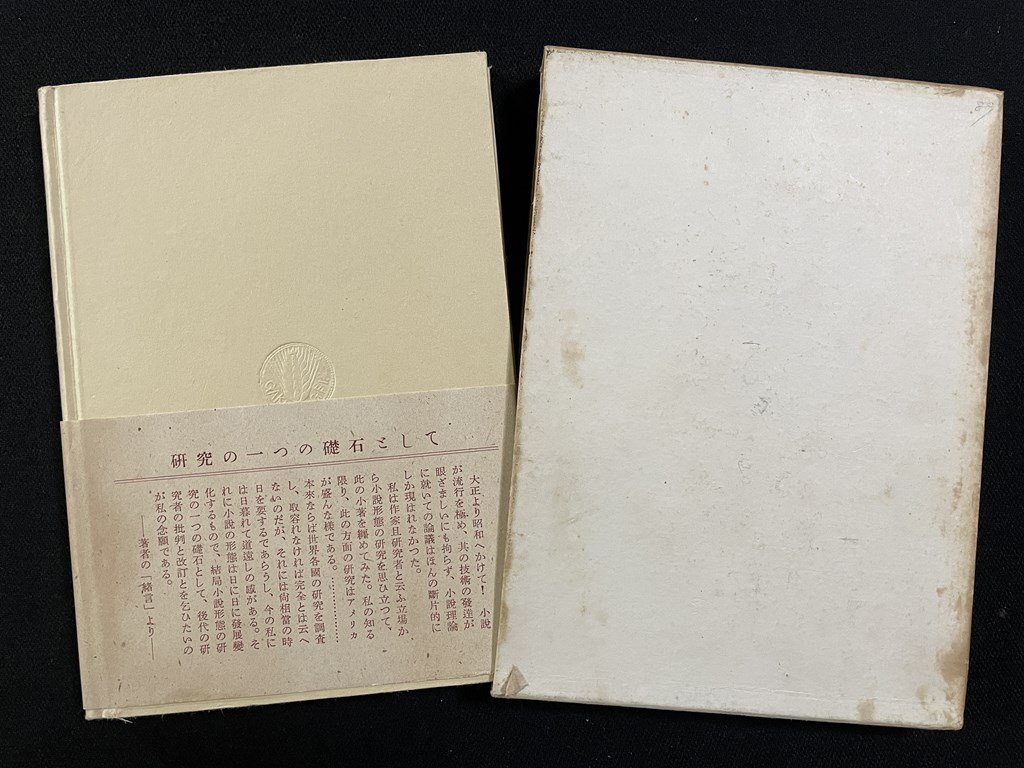 研究の一つの礎石として
大正より昭和へかけて！ 小說
が流行を極め、其の技術の發達が
眼ざましいにも拘らず、小說理論
に就いての論議はほんの斷片的に
しか現はれなかつた。
私は作家且研究者と云ふ立場か
ら小說形態の研究を思ひ立つて、
此の小著を纏めてみた。私の知る
限り、此の方面の研究はアメリカ
が盛んな樣である。…………
本來ならば世界各國の研究を調査
し、取容れなければ完全とは云へ
ないのだが、それには尙相當の時
日を要するであらうし、今の私に
は日暮れて道遠しの感がある。そ
れに小說の形態は日に日に發展變
化するもので、結局小說形態の研
究の一つの礎石として、後代の研
究者の批判と改訂とを乞ひたいの
が私の念願である。
——著者の「緖言」より——